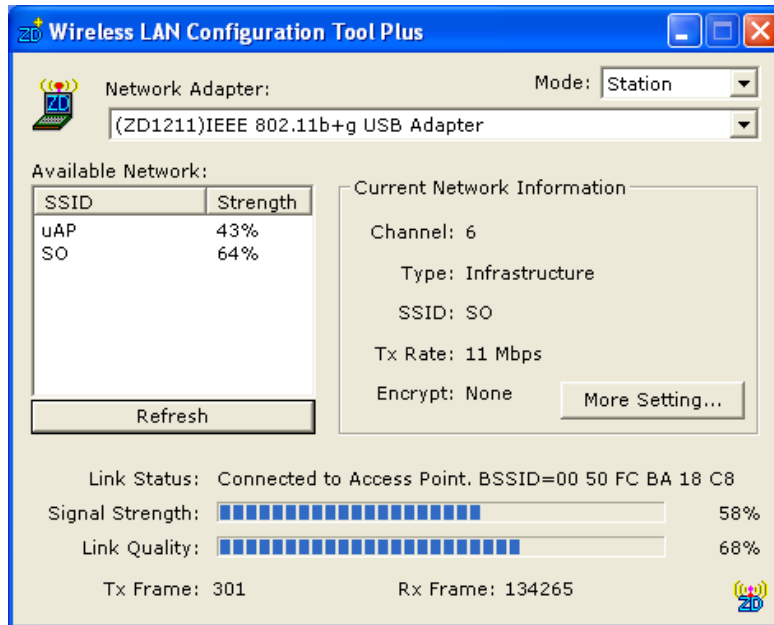 ZD Wireless LAN Configuration Tool Plus
ZD Network Adapter: Mode: Station
(ZD1211)IEEE 802.11b+g USB Adapter
Available Network:
SSID Strength
uAP 43%
SO 64%
Refresh
Current Network Information
Channel: 6
Type: Infrastructure
SSID: SO
Tx Rate: 11 Mbps
Encrypt: None More Setting...
Link Status: Connected to Access Point. BSSID=00 50 FC BA 18 C8
Signal Strength: 58%
Link Quality: 68%
Tx Frame: 301 Rx Frame: 134265 ZD